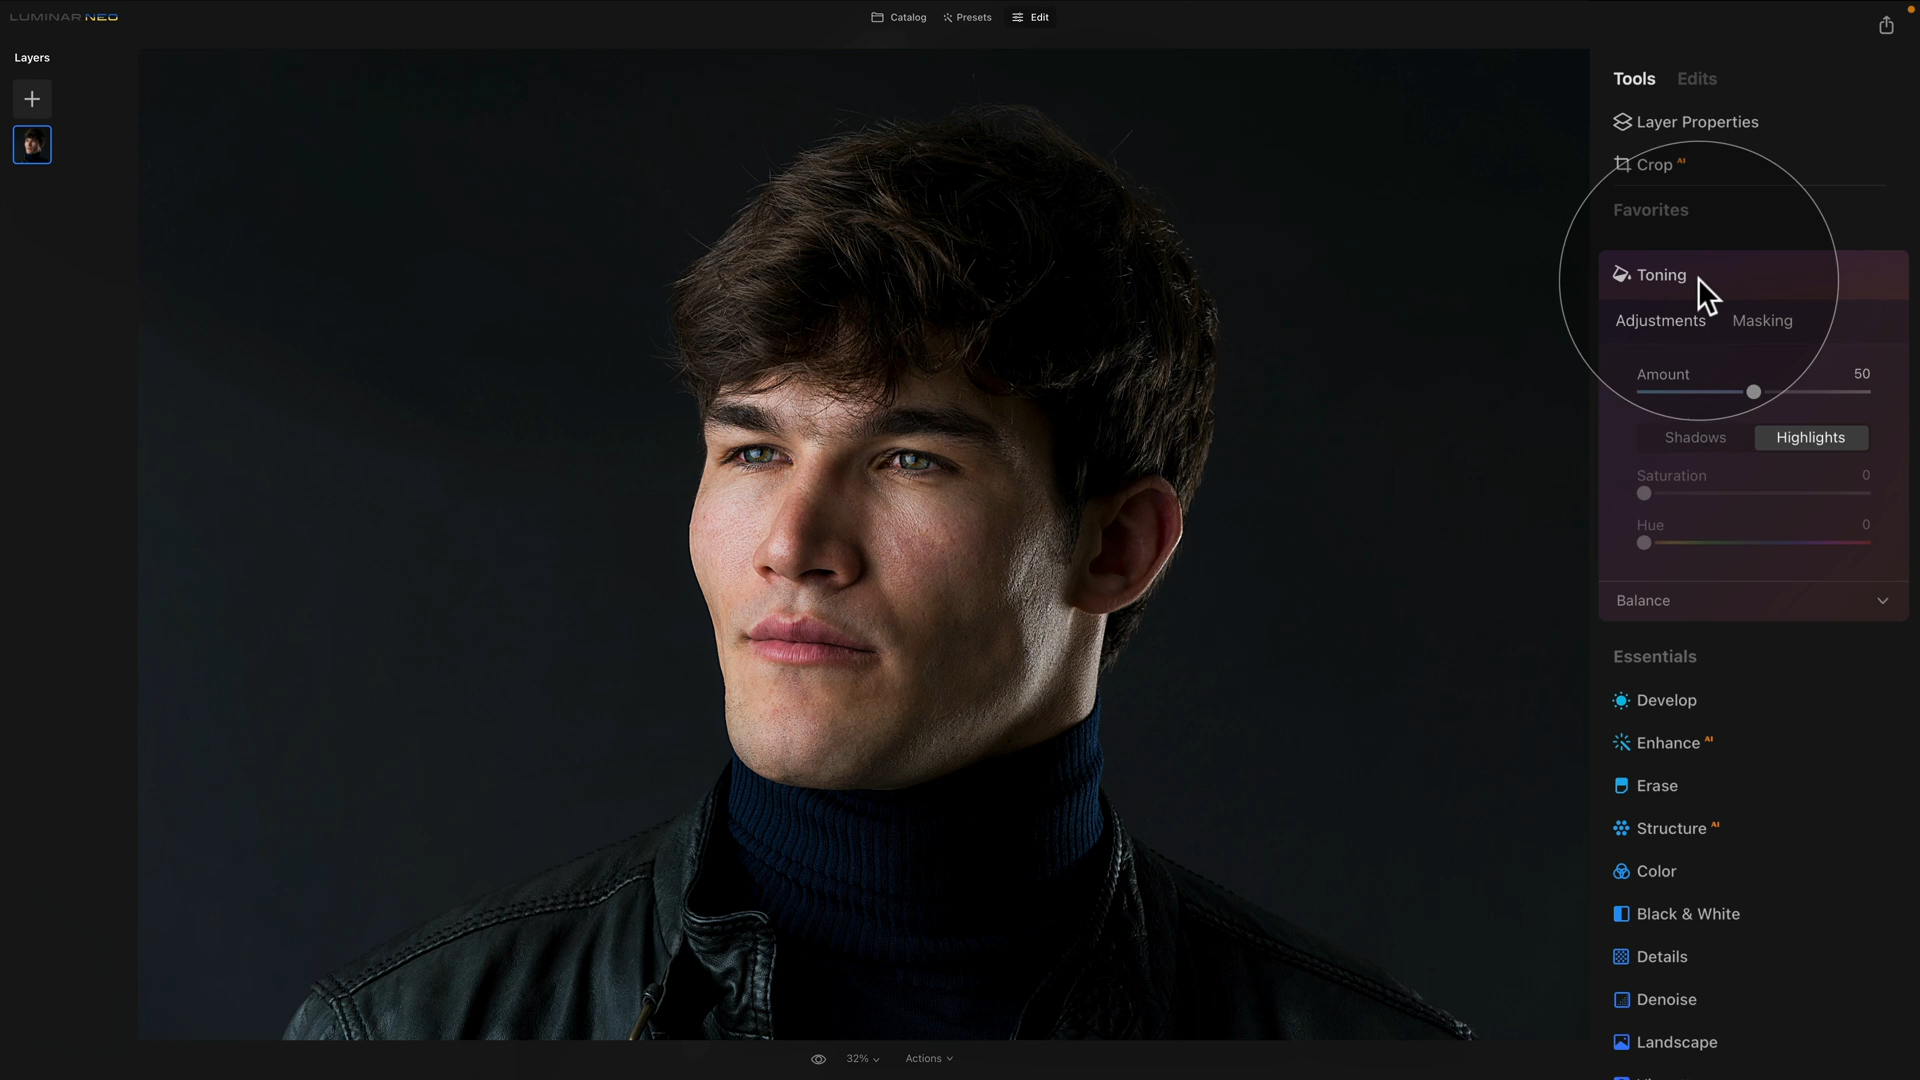 LUMINAR NEO
Catalog
Presets
Edit
Layers
Tools
Edits
Layer Properties
Crop AI
Favorites
Toning
Adjustments
Masking
Amount 50
Shadows
Highlights
Saturation 0
Hue 0
Balance
Essentials
Develop
Enhance AI
Erase
Structure AI
Color
Black & White
Details
Denoise
Landscape
32%
Actions